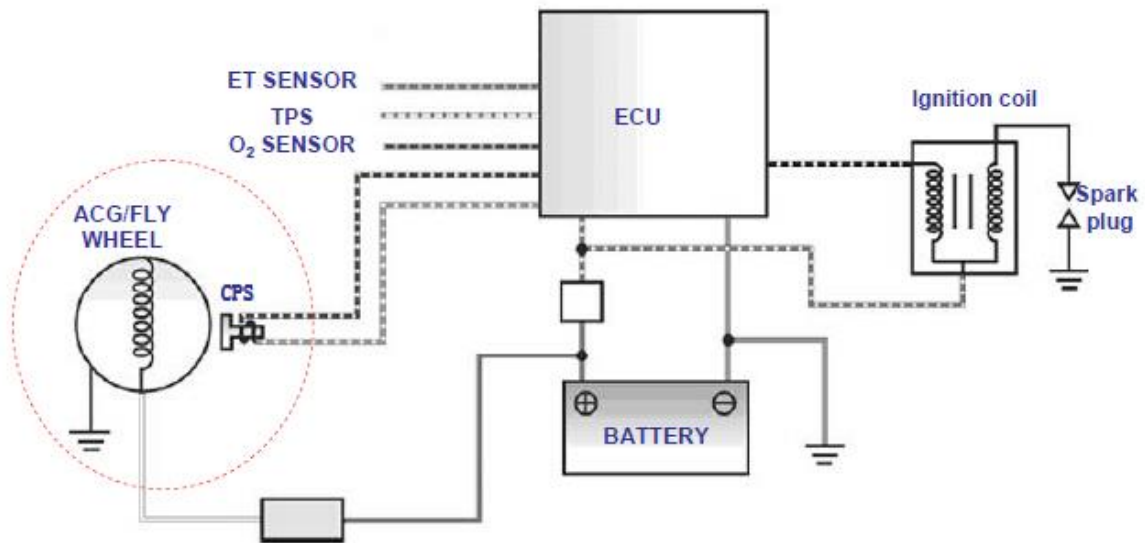 ET SENSOR
TPS
O₂ SENSOR
ECU
Ignition coil
Spark
plug
ACG/FLY
WHEEL
CPS
BATTERY